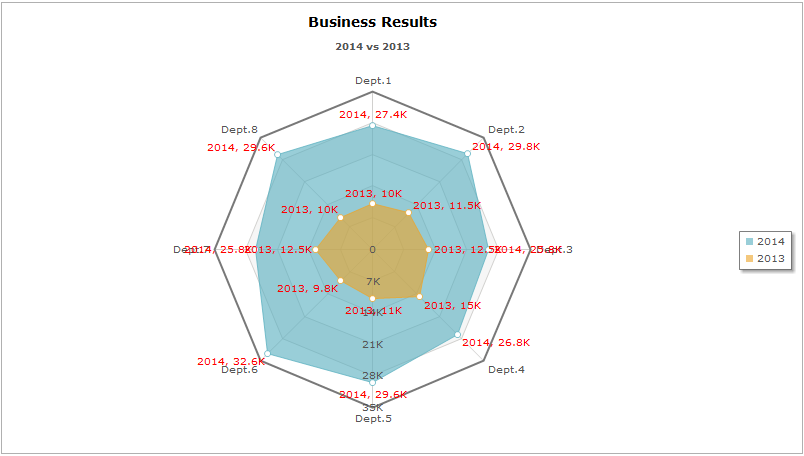 Business Results
2014 vs 2013
Dept.1
2014, 27.4K
Dept.8
Dept.2
2014, 29.6K
2014, 29.8K
2013, 10K
2013, 10K
2013, 11.5K
Dept.7
2014, 25.8K
2013, 12.5K
0
2013, 12.5K
2014, 25.8K
Dept.3
2014
2013
7K
2013, 9.8K
2013, 15K
2013, 11K
14K
21K
2014, 26.8K
2014, 32.6K
Dept.6
28K
Dept.4
2014, 29.6K
35K
Dept.5